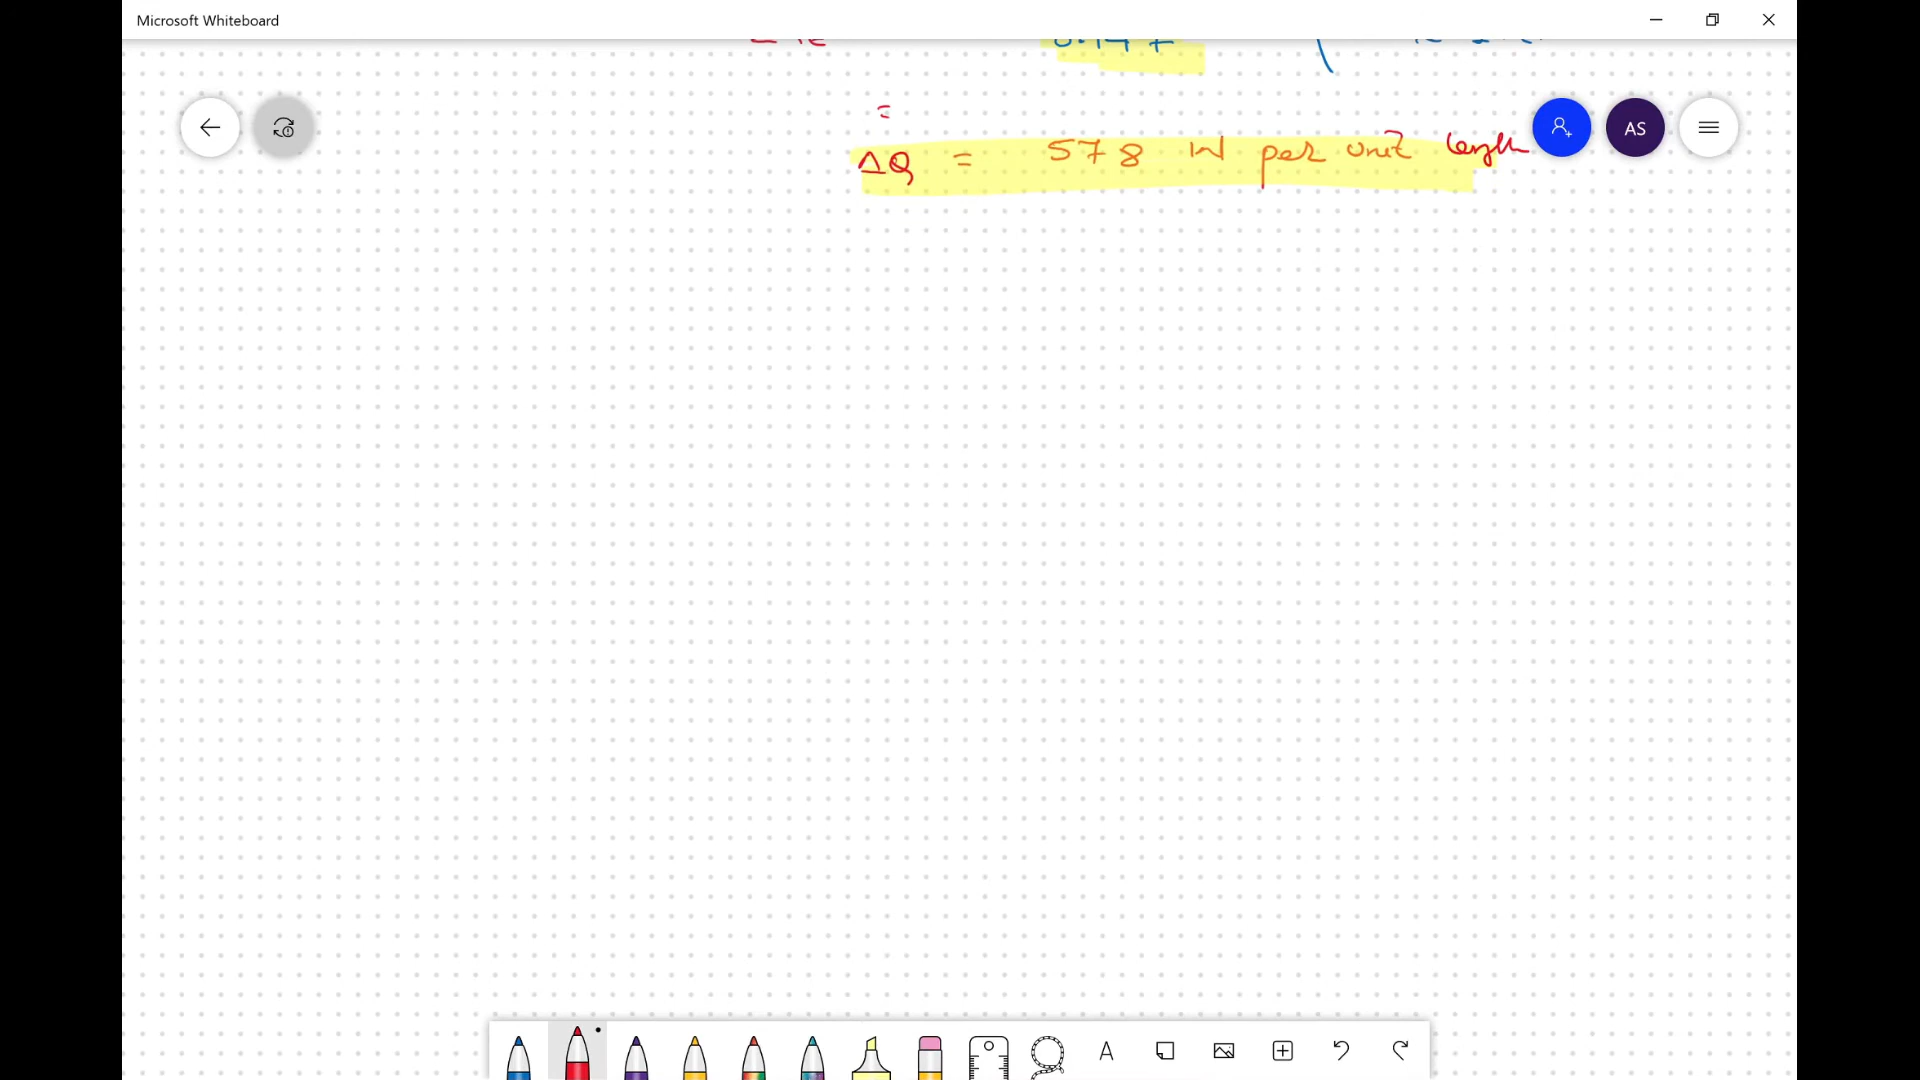 Microsoft Whiteboard
=
ΔQ = 578 W per unit length
AS
A